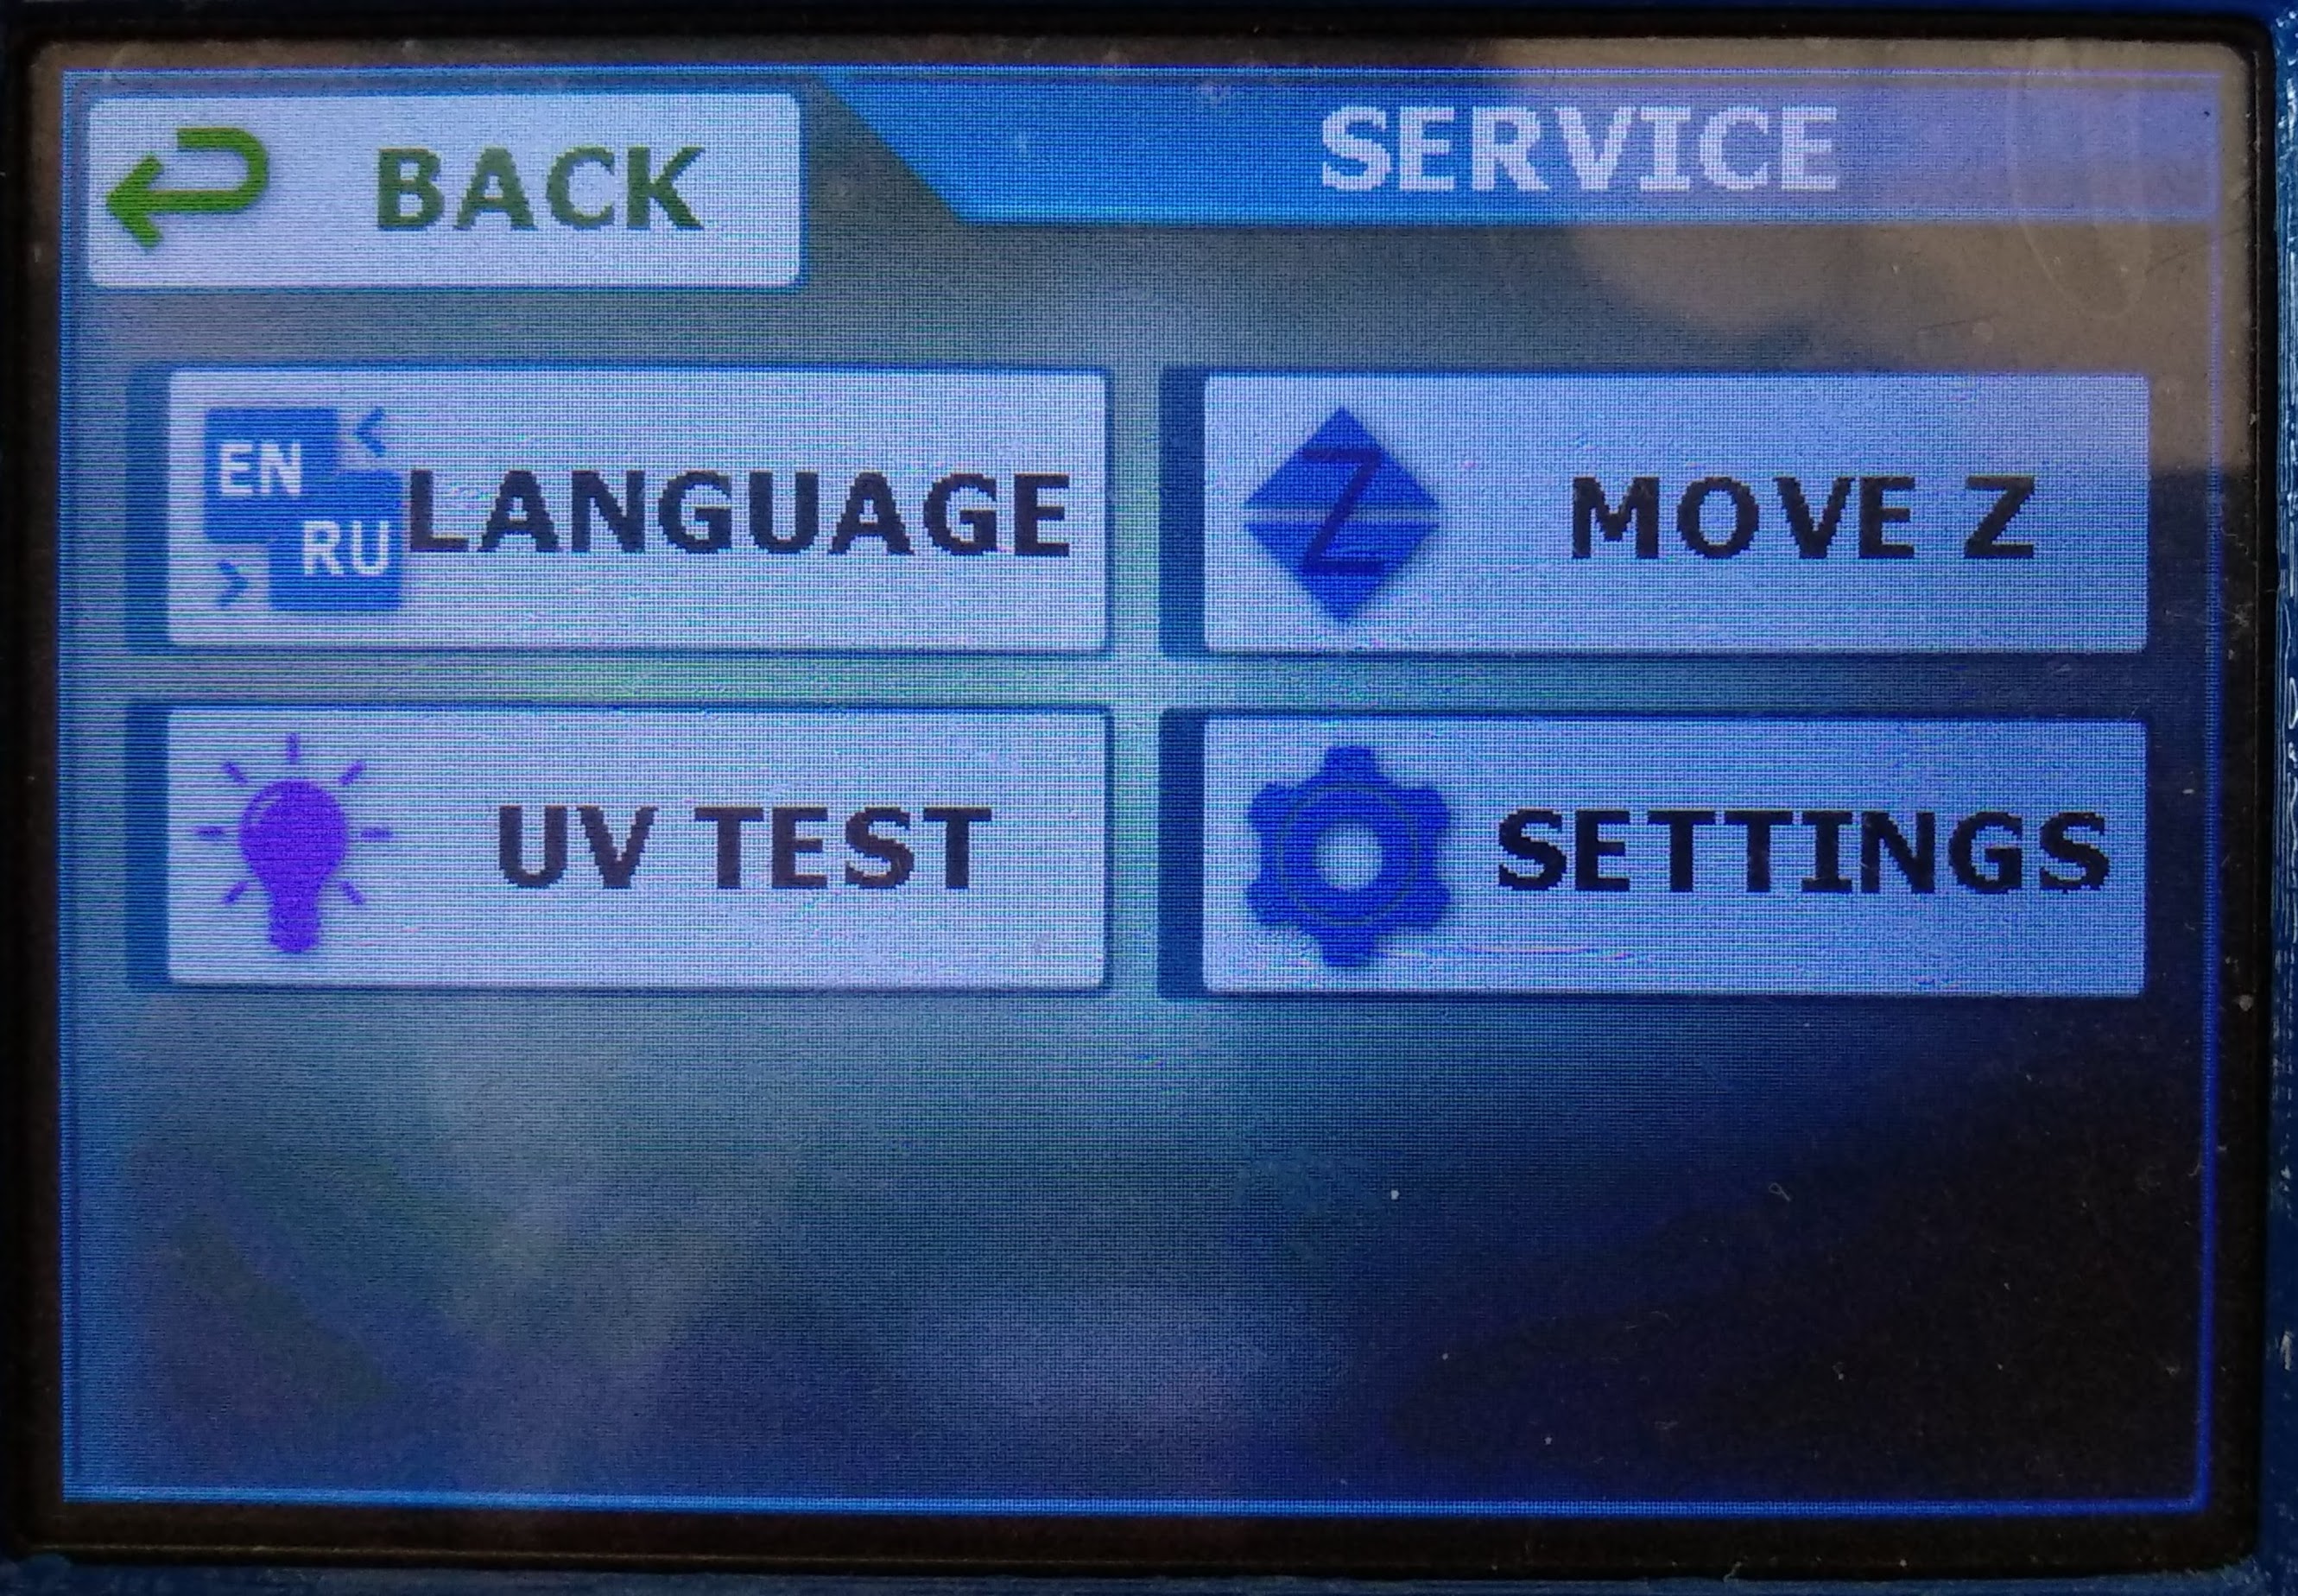 BACK
SERVICE
EN
RU
LANGUAGE
Z
MOVE Z
UV TEST
SETTINGS